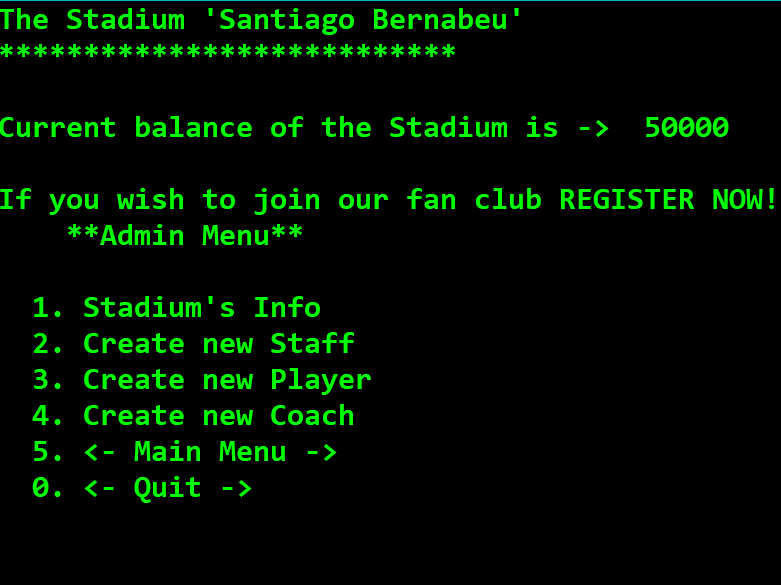 The Stadium 'Santiago Bernabeu'
***************************
Current balance of the Stadium is ->  50000
If you wish to join our fan club REGISTER NOW!
    **Admin Menu**
  1. Stadium's Info
  2. Create new Staff
  3. Create new Player
  4. Create new Coach
  5. <- Main Menu ->
  0. <- Quit ->